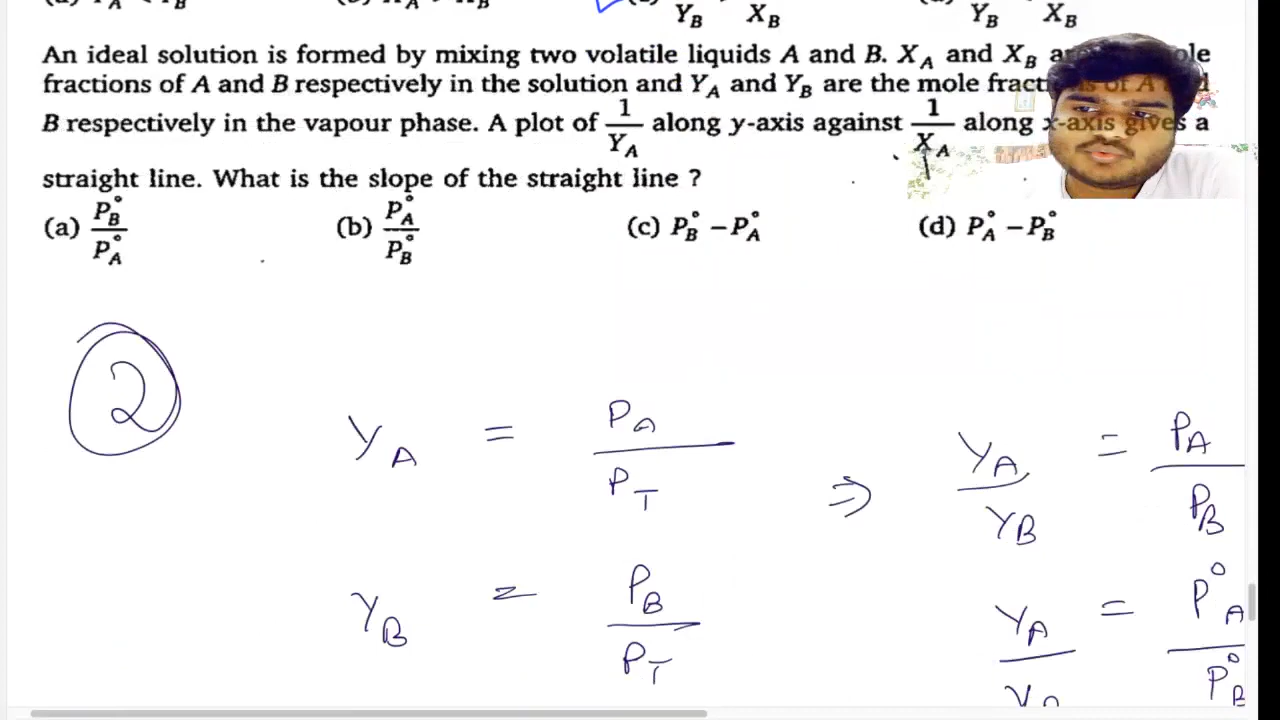 Y_B X_B Y_B X_B
An ideal solution is formed by mixing two volatile liquids A and B. X_A and X_B
fractions of A and B respectively in the solution and Y_A and Y_B are the mole of A
B respectively in the vapour phase. A plot of 1/Y_A along y-axis against 1/X_A along x-axis gives a
straight line. What is the slope of the straight line ?
(a) P°_B/P°_A (b) P°_A/P°_B (c) P°_B – P°_A (d) P°_A – P°_B
2
Y_A = P_A/P_T ⇒ Y_A/Y_B = P_A/P_B
Y_B = P_B/P_T Y_A = P°_A/P°_B